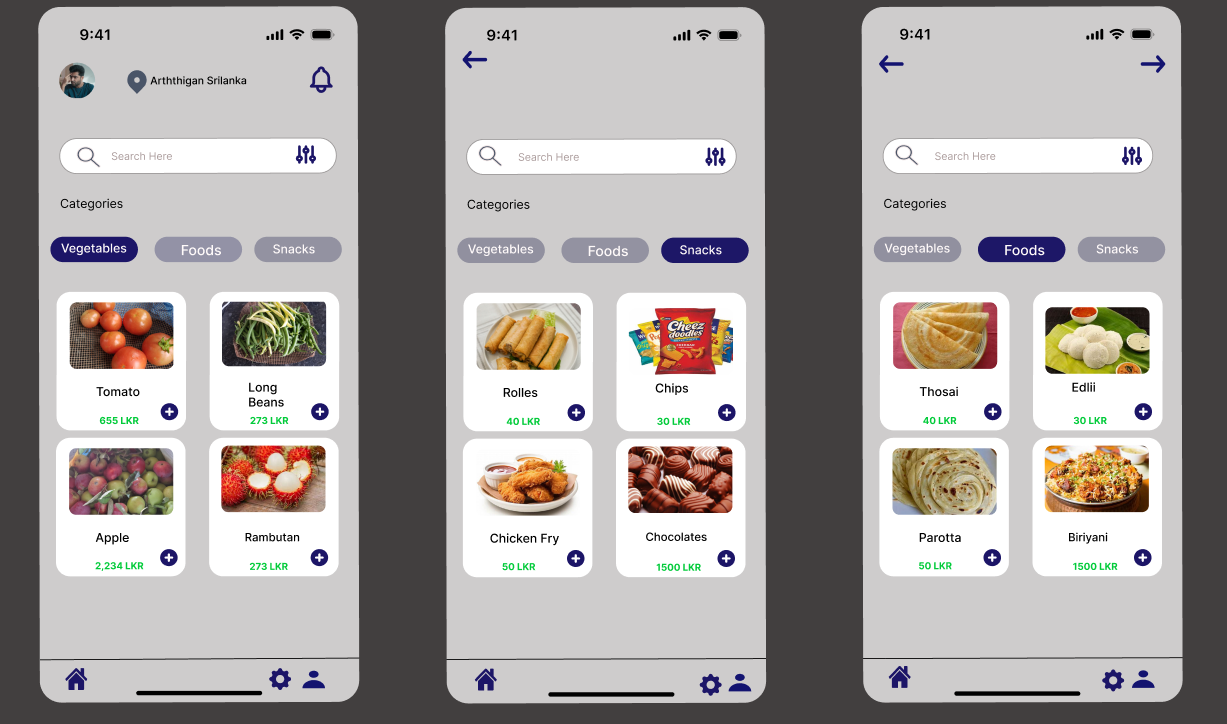 9:41
Arththigan Srilanka
Search Here
Categories
Vegetables
Foods
Snacks
Tomato
655 LKR
Long
Beans
273 LKR
Apple
2,234 LKR
Rambutan
273 LKR
9:41
Search Here
Categories
Vegetables
Foods
Snacks
Rolles
40 LKR
Cheez
doodles
Chips
30 LKR
Chicken Fry
50 LKR
Chocolates
1500 LKR
9:41
Search Here
Categories
Vegetables
Foods
Snacks
Thosai
40 LKR
Edlii
30 LKR
Parotta
50 LKR
Biriyani
1500 LKR